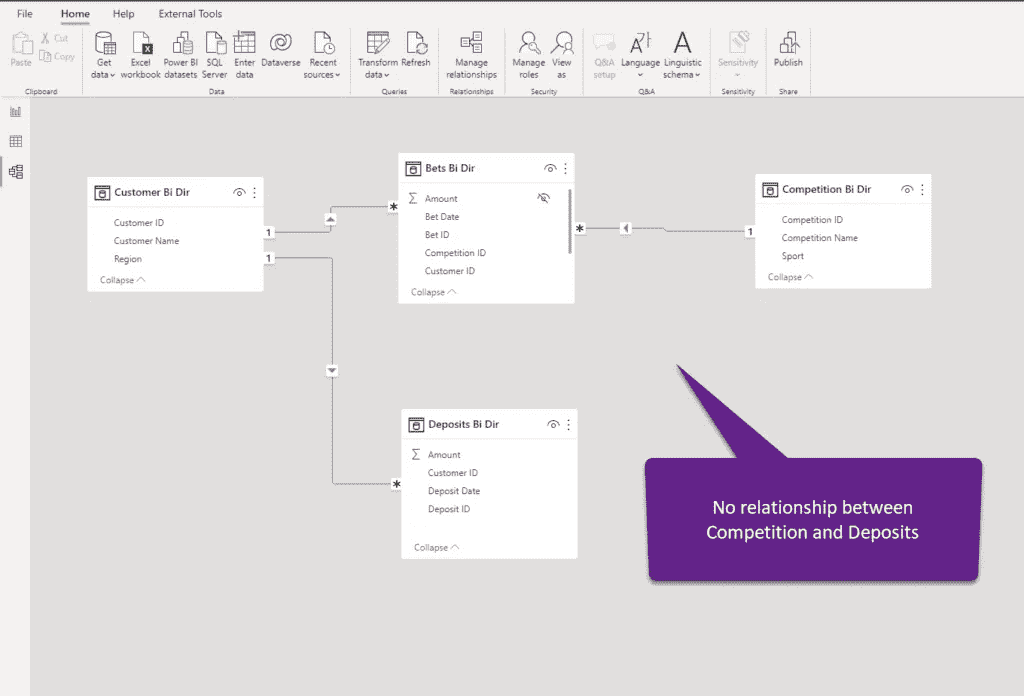 File Home Help External Tools
Paste
Cut
Copy
Clipboard
Get data
Excel workbook
Power BI datasets
SQL Server
Enter data
Dataverse
Recent sources
Data
Transform data
Refresh
Queries
Manage relationships
Relationships
Manage roles
View as
Security
Q&A setup
Language
Linguistic schema
Q&A
Sensitivity
Sensitivity
Publish
Share
Customer Bi Dir
Customer ID
Customer Name
Region
Collapse
1
1
*
Bets Bi Dir
Σ Amount
Bet Date
Bet ID
Competition ID
Customer ID
Collapse
*
1
Competition Bi Dir
Competition ID
Competition Name
Sport
Collapse
*
Deposits Bi Dir
Σ Amount
Customer ID
Deposit Date
Deposit ID
Collapse
No relationship between
Competition and Deposits